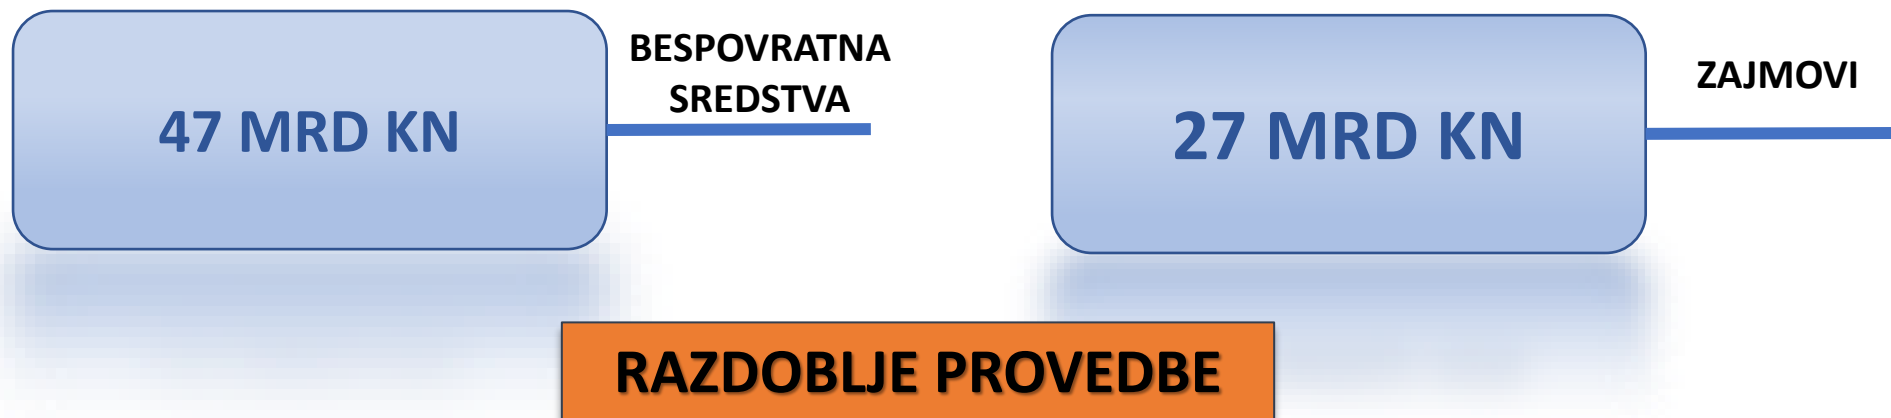 47 MRD KN
BESPOVRATNA
SREDSTVA
27 MRD KN
ZAJMOVI
RAZDOBLJE PROVEDBE